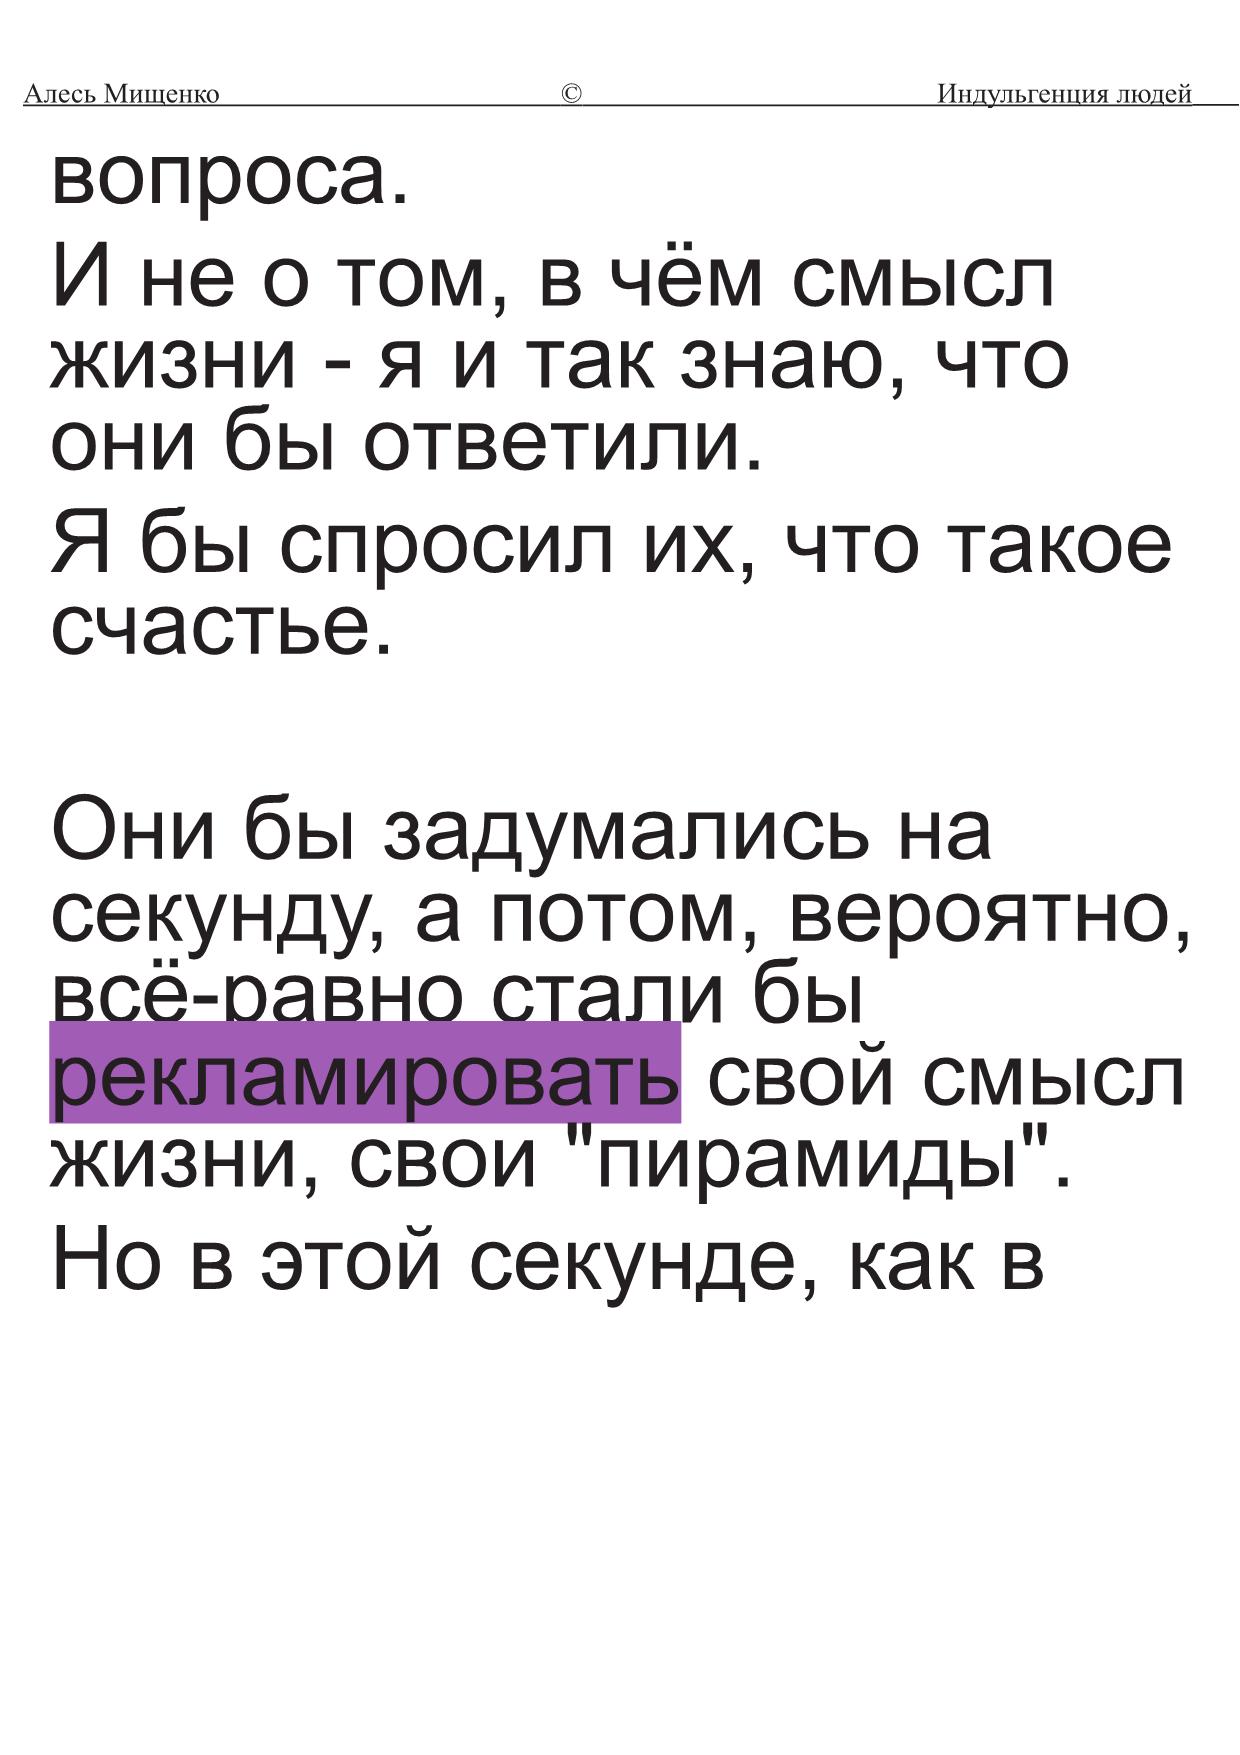 Алесь Мищенко © Индульгенция людей
вопроса.
И не о том, в чём смысл
жизни - я и так знаю, что
они бы ответили.
Я бы спросил их, что такое
счастье.
Они бы задумались на
секунду, а потом, вероятно,
всё-равно стали бы
рекламировать свой смысл
жизни, свои "пирамиды".
Но в этой секунде, как в